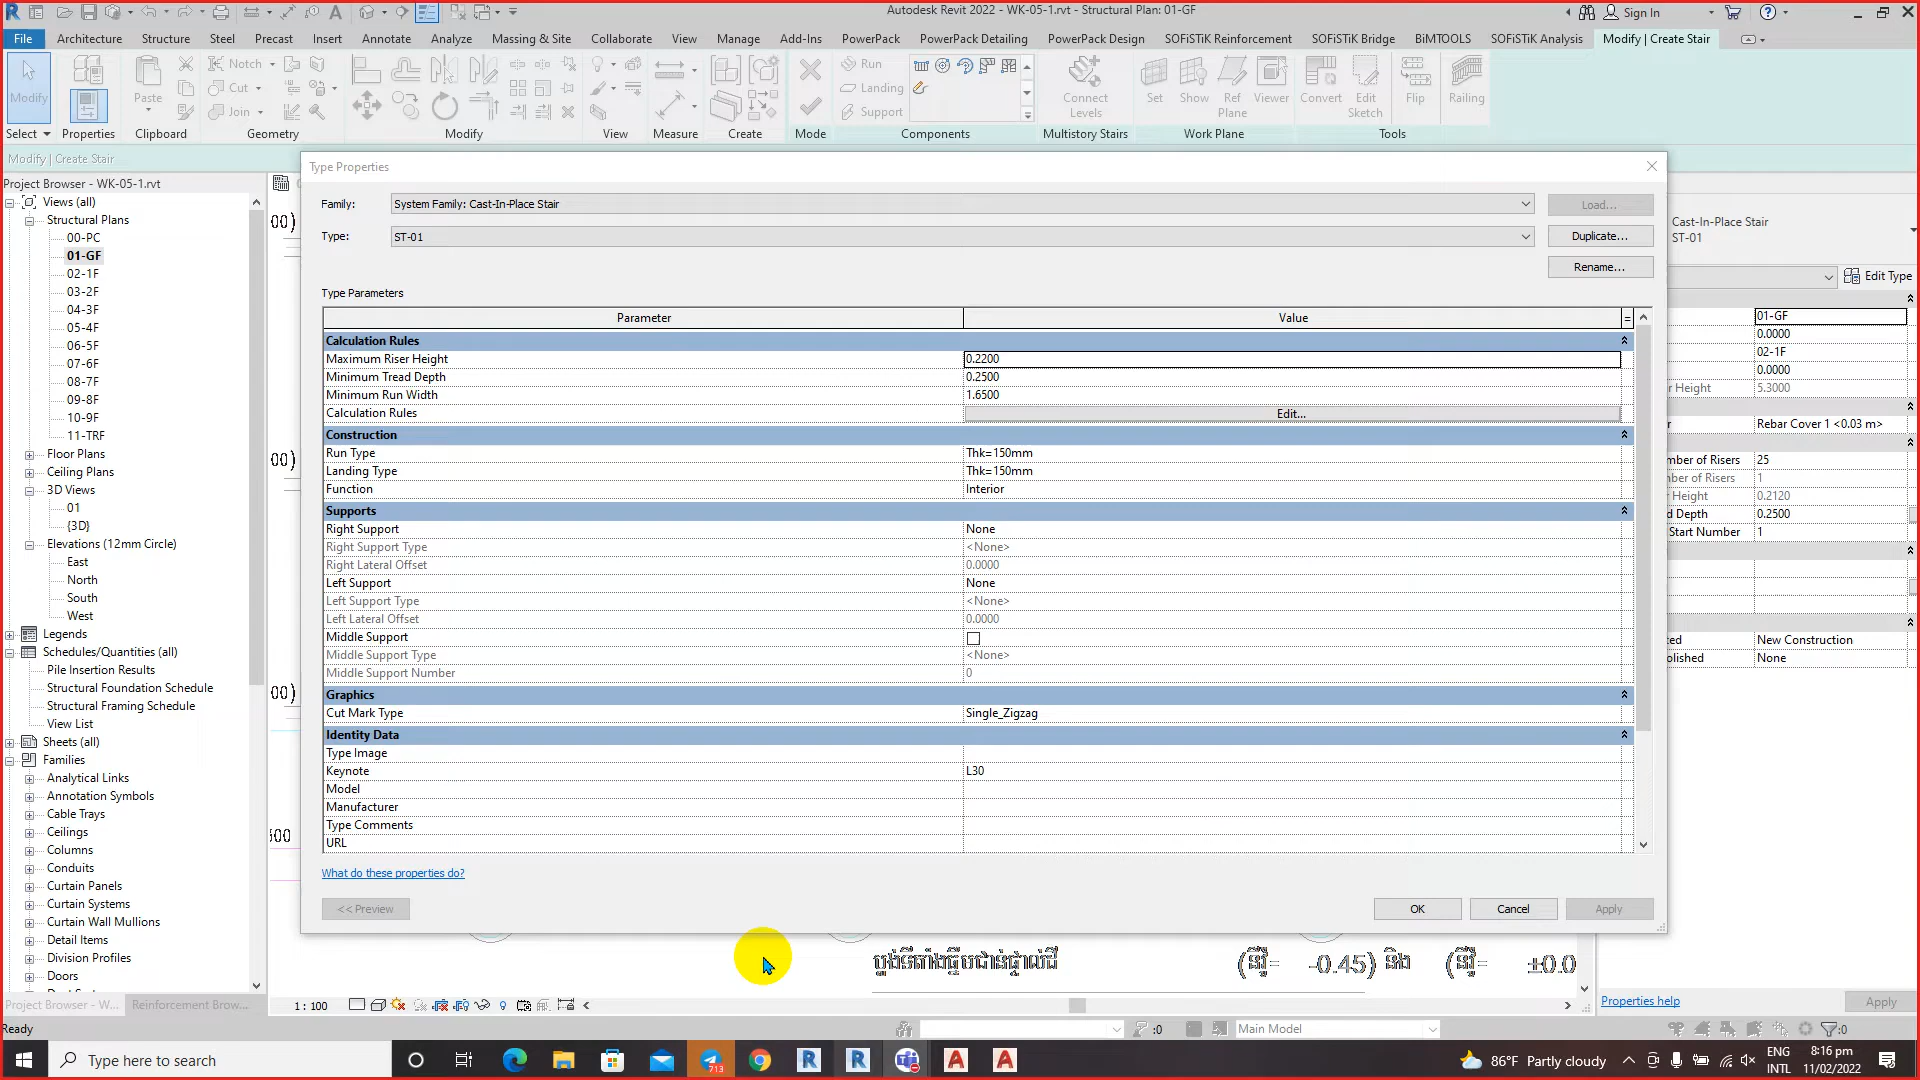 Autodesk Revit 2022 - WK-05-1.rvt - Structural Plan: 01-GF
Sign In
File
Architecture
Structure
Steel
Precast
Insert
Annotate
Analyze
Massing & Site
Collaborate
View
Manage
Add-Ins
PowerPack
PowerPack Detailing
PowerPack Design
SOFiSTiK Reinforcement
SOFiSTiK Bridge
BiMTOOLS
SOFiSTiK Analysis
Modify | Create Stair
Modify
Paste
Notch
Cut
Join
Run
Landing
Support
Connect
Levels
Set
Show
Ref
Plane
Viewer
Convert
Edit
Sketch
Flip
Railing
Select
Properties
Clipboard
Geometry
Modify
View
Measure
Create
Mode
Components
Multistory Stairs
Work Plane
Tools
Modify | Create Stair
Project Browser - WK-05-1.rvt
Views (all)
Structural Plans
00-PC
01-GF
02-1F
03-2F
04-3F
05-4F
06-5F
07-6F
08-7F
09-8F
10-9F
11-TRF
Floor Plans
Ceiling Plans
3D Views
01
{3D}
Elevations (12mm Circle)
East
North
South
West
Legends
Schedules/Quantities (all)
Pile Insertion Results
Structural Foundation Schedule
Structural Framing Schedule
View List
Sheets (all)
Families
Analytical Links
Annotation Symbols
Cable Trays
Ceilings
Columns
Conduits
Curtain Panels
Curtain Systems
Curtain Wall Mullions
Detail Items
Division Profiles
Doors
Project Browser - W...
Reinforcement Brow...
00)
00)
00)
Type Properties
Family:
System Family: Cast-In-Place Stair
Load...
Type:
ST-01
Duplicate...
Rename...
Type Parameters
Parameter
Value
=
Calculation Rules
Maximum Riser Height
0.2200
Minimum Tread Depth
0.2500
Minimum Run Width
1.6500
Calculation Rules
Edit...
Construction
Run Type
Thk=150mm
Landing Type
Thk=150mm
Function
Interior
Supports
Right Support
None
Right Support Type
<None>
Right Lateral Offset
0.0000
Left Support
None
Left Support Type
<None>
Left Lateral Offset
0.0000
Middle Support
Middle Support Type
<None>
Middle Support Number
0
Graphics
Cut Mark Type
Single_Zigzag
Identity Data
Type Image
Keynote
L30
Model
Manufacturer
Type Comments
URL
What do these properties do?
<< Preview
OK
Cancel
Apply
Cast-In-Place Stair
ST-01
Edit Type
01-GF
0.0000
02-1F
0.0000
Height
5.3000
Rebar Cover 1 <0.03 m>
mber of Risers
25
ber of Risers
1
Height
0.2120
d Depth
0.2500
Start Number
1
New Construction
olished
None
Properties help
Apply
-0.45) និង
±0.0
1 : 100
Ready
:0
Main Model
:0
Type here to search
713
86°F Partly cloudy
ENG
INTL
8:16 pm
11/02/2022